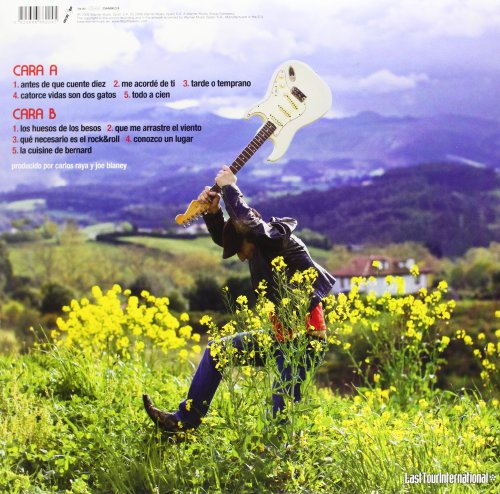 CARA A
1. antes de que cuente diez 2. me acordé de ti 3. tarde o temprano
4. catorce vidas son dos gatos 5. todo a cien
CARA B
1. los huesos de los besos 2. que me arrastre el viento
3. qué necesario es el rock&roll 4. conozco un lugar
5. la cuisine de bernard
producido por carlos raya y joe blaney
LastTourInternational